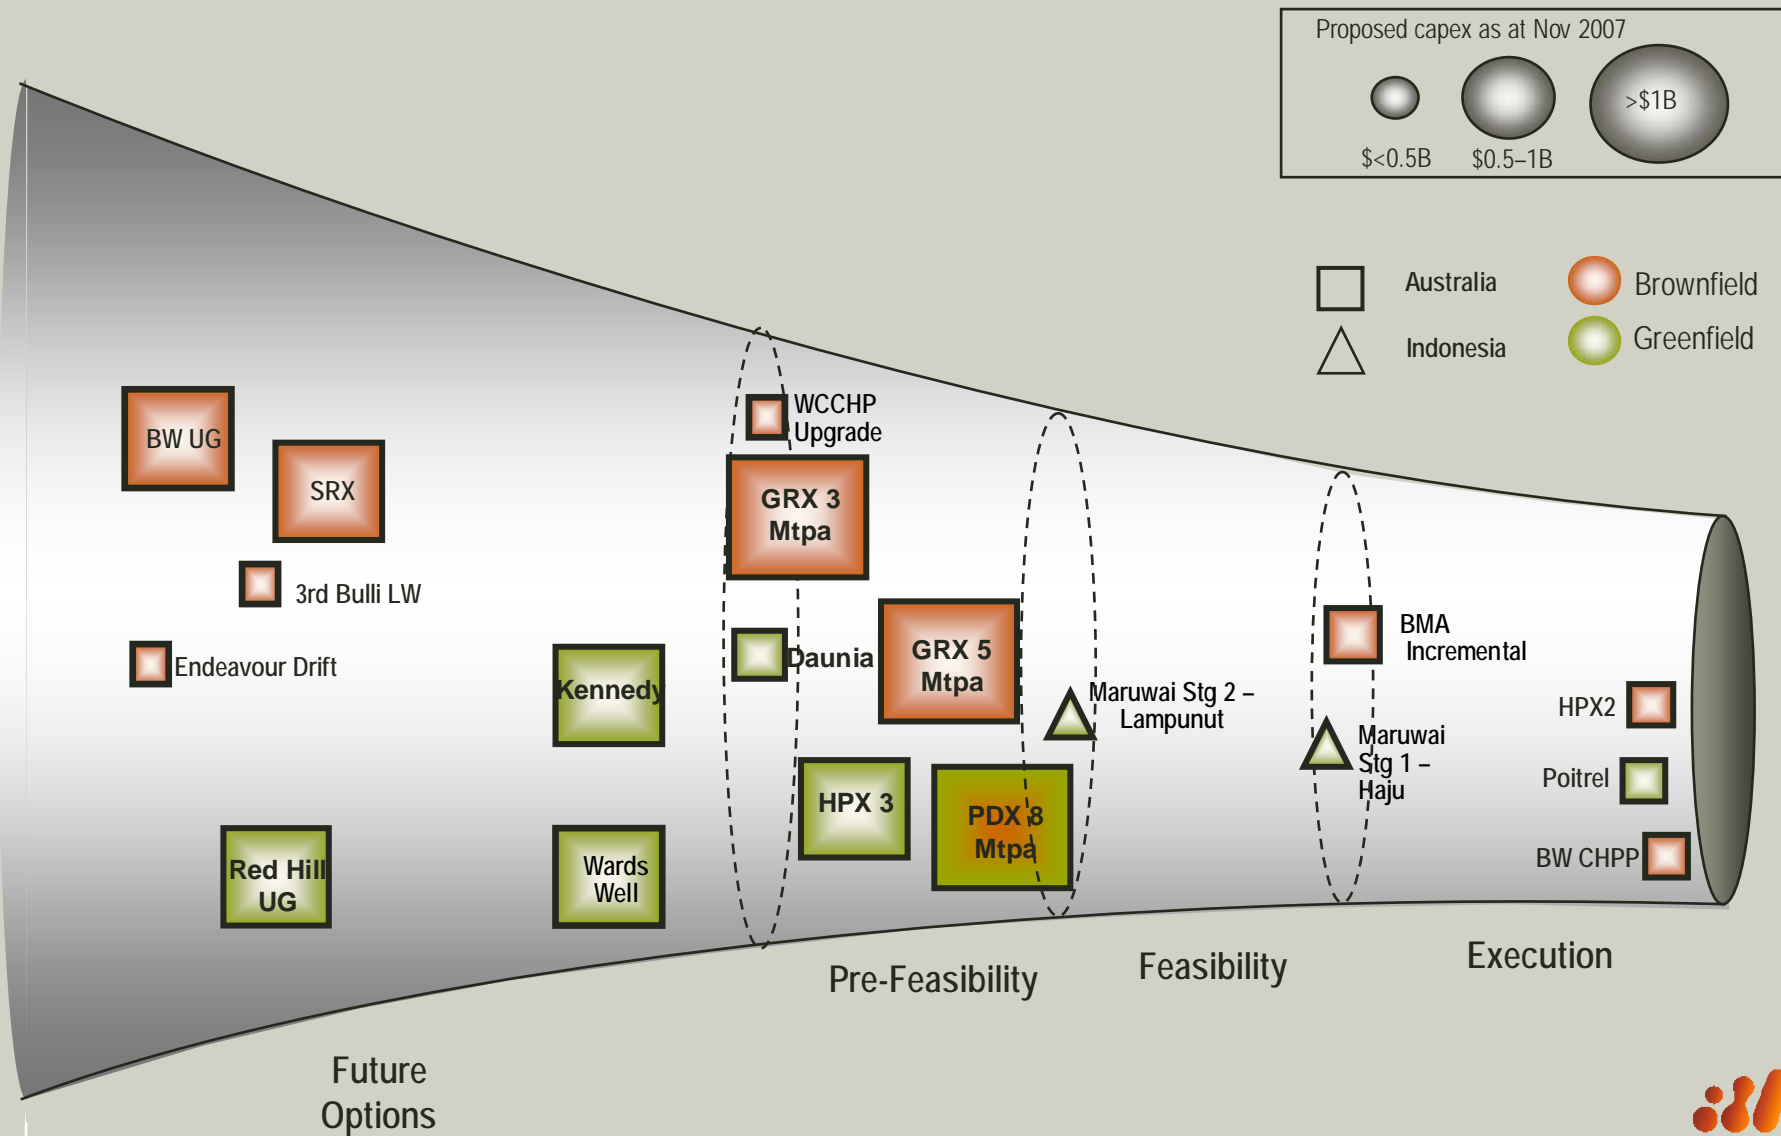 Proposed capex as at Nov 2007
>$1B
$<0.5B
$0.5–1B
Australia
Brownfield
Indonesia
Greenfield
BW UG
SRX
3rd Bulli LW
Endeavour Drift
Kennedy
Red Hill
UG
Wards
Well
WCCHP
Upgrade
GRX 3
Mtpa
Daunia
GRX 5
Mtpa
HPX 3
PDX 8
Mtpa
Maruwai Stg 2 –
Lampunut
BMA
Incremental
Maruwai
Stg 1 –
Haju
HPX2
Poitrel
BW CHPP
Future
Options
Pre-Feasibility
Feasibility
Execution